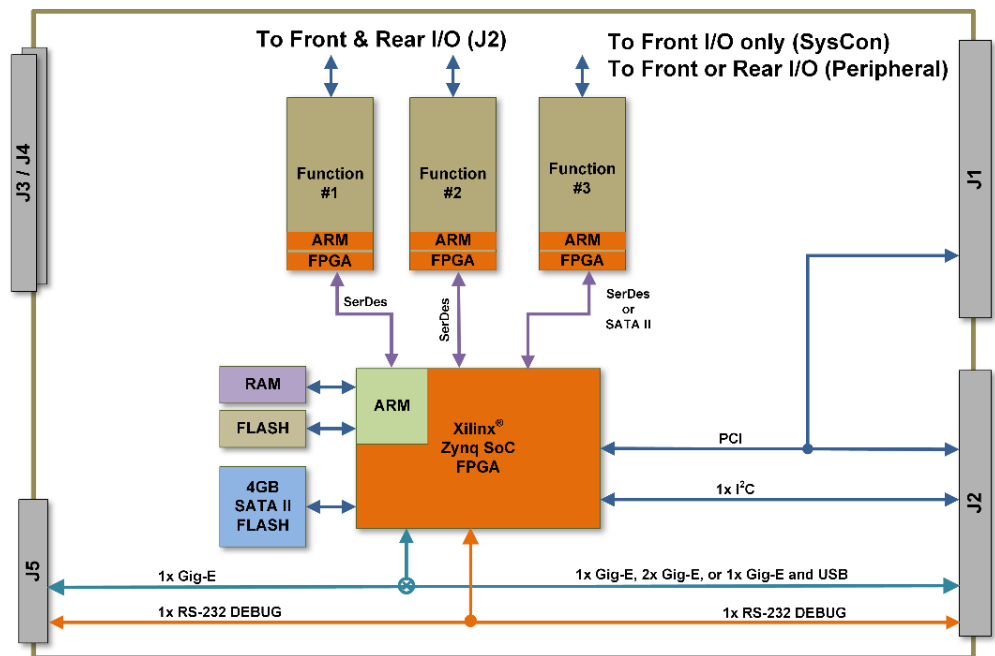 To Front & Rear I/O (J2)
To Front I/O only (SysCon)
To Front or Rear I/O (Peripheral)
J3 / J4
J1
Function
#1
Function
#2
Function
#3
ARM
ARM
ARM
FPGA
FPGA
FPGA
SerDes
SerDes
SerDes
or
SATA II
RAM
FLASH
4GB
SATA II
FLASH
ARM
Xilinx®
Zynq SoC
FPGA
PCI
1x I²C
J2
J5
1x Gig-E
1x Gig-E, 2x Gig-E, or 1x Gig-E and USB
1x RS-232 DEBUG
1x RS-232 DEBUG